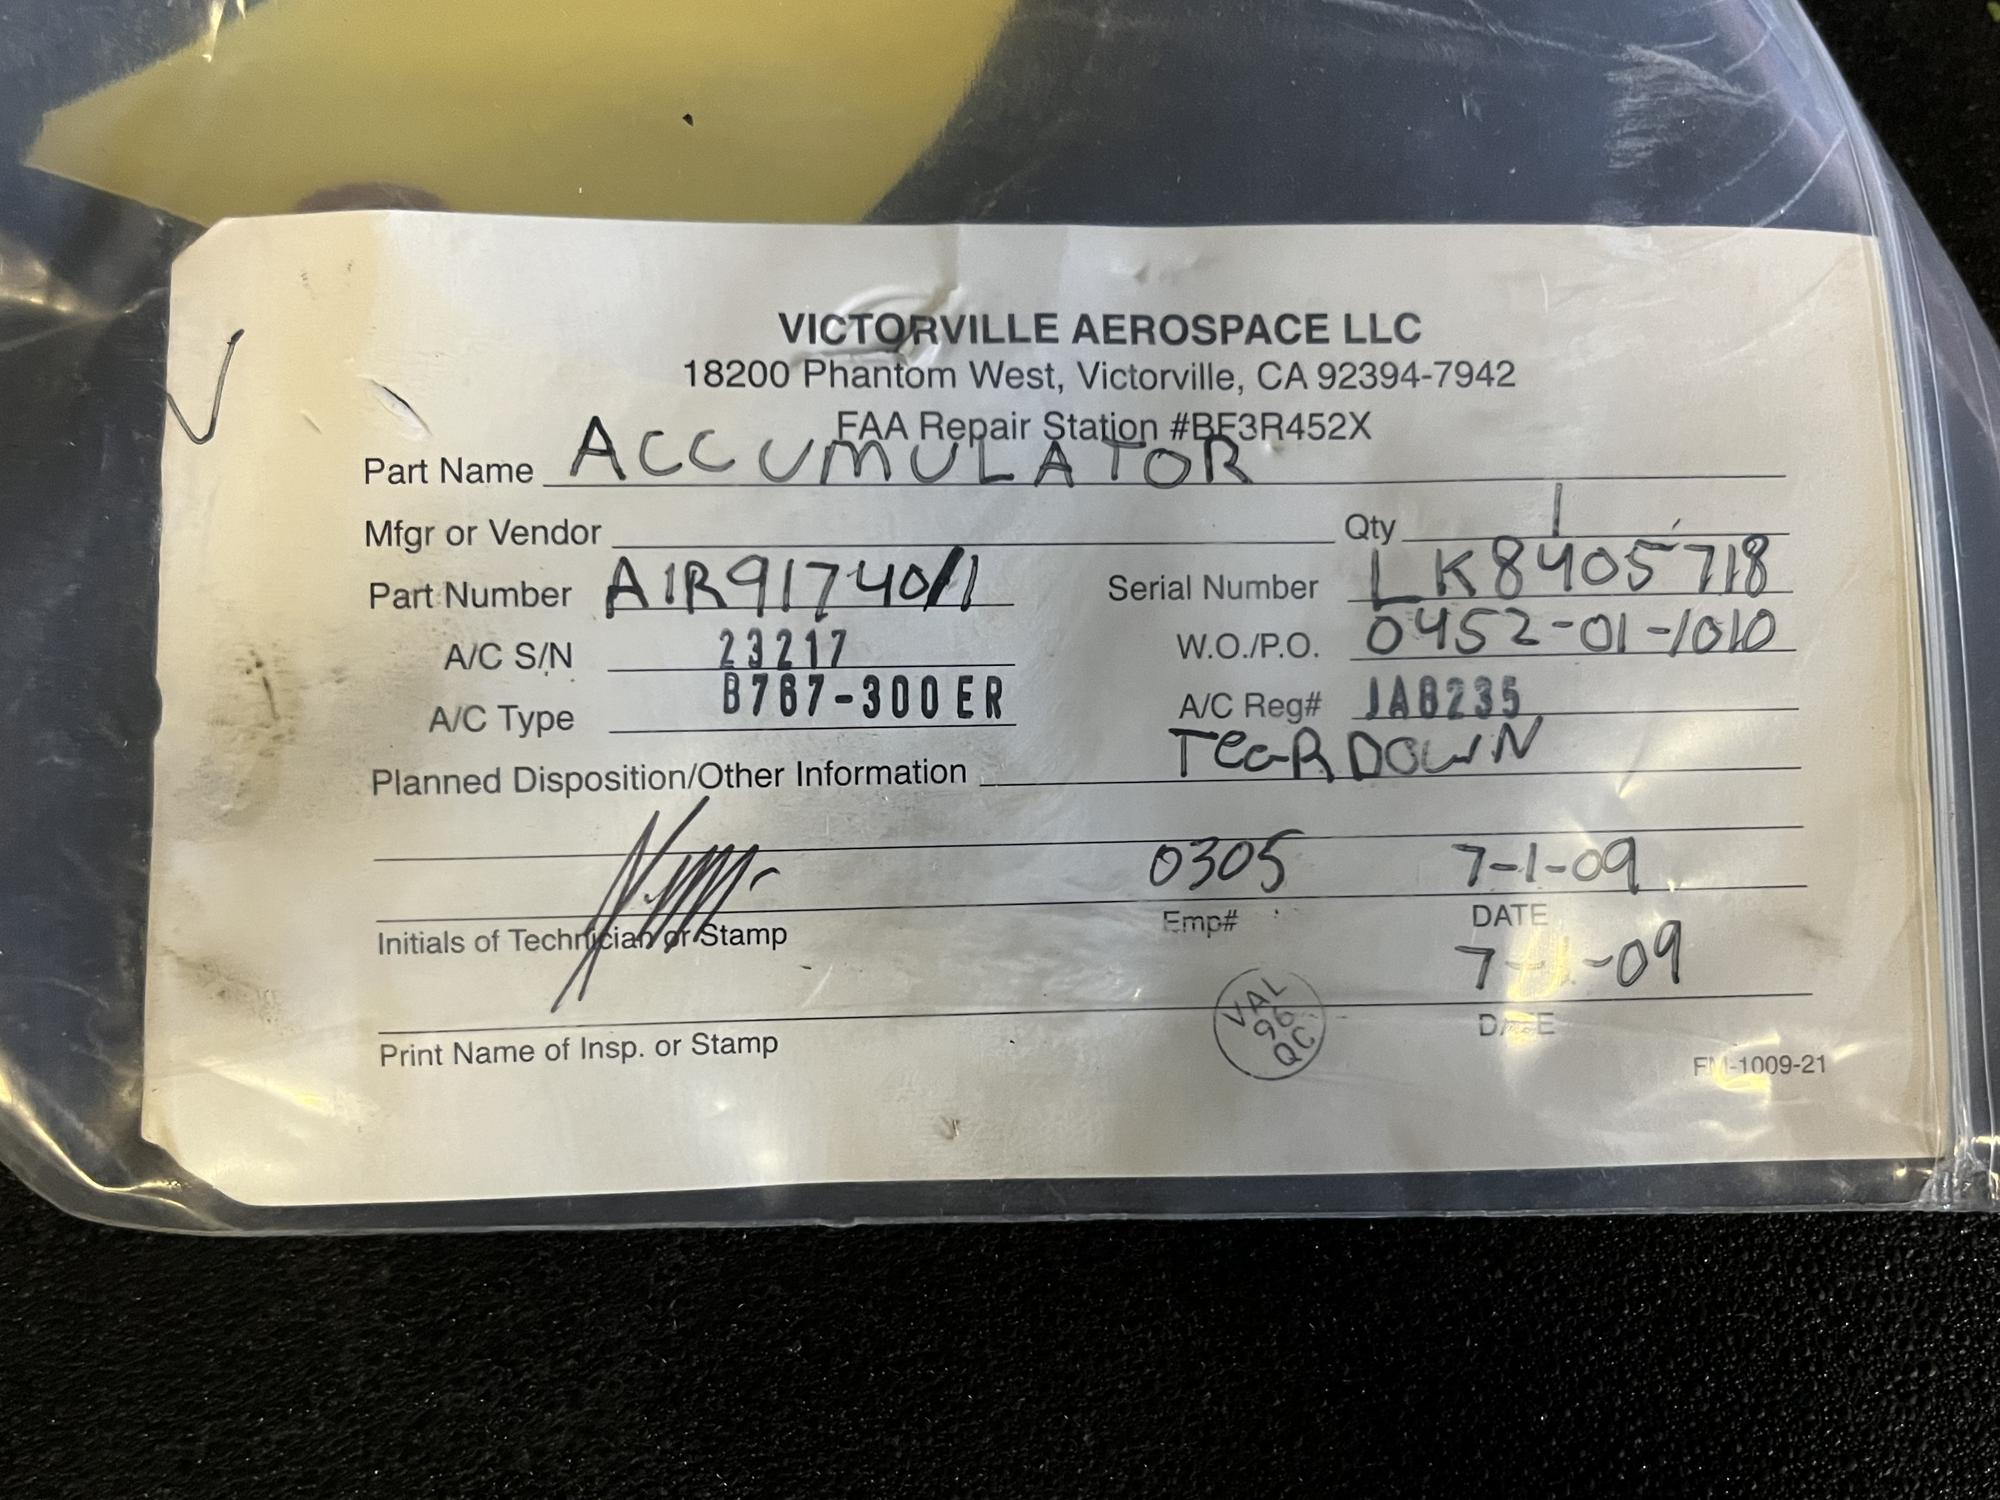 VICTORVILLE AEROSPACE LLC
18200 Phantom West, Victorville, CA 92394-7942
FAA Repair Station #BF3R452X
Part Name ACCUMULATOR
Mfgr or Vendor Qty 1
Part Number AIR91740/1 Serial Number LK8405718
A/C S/N 23217 W.O./P.O. 0452-01-1010
A/C Type B767-300ER A/C Reg# JA8235
Planned Disposition/Other Information TeaRDOWN
0305 7-1-09
Initials of Technician or Stamp Emp# DATE
7-1-09
VAL
96
QC
Print Name of Insp. or Stamp DATE
FM-1009-21